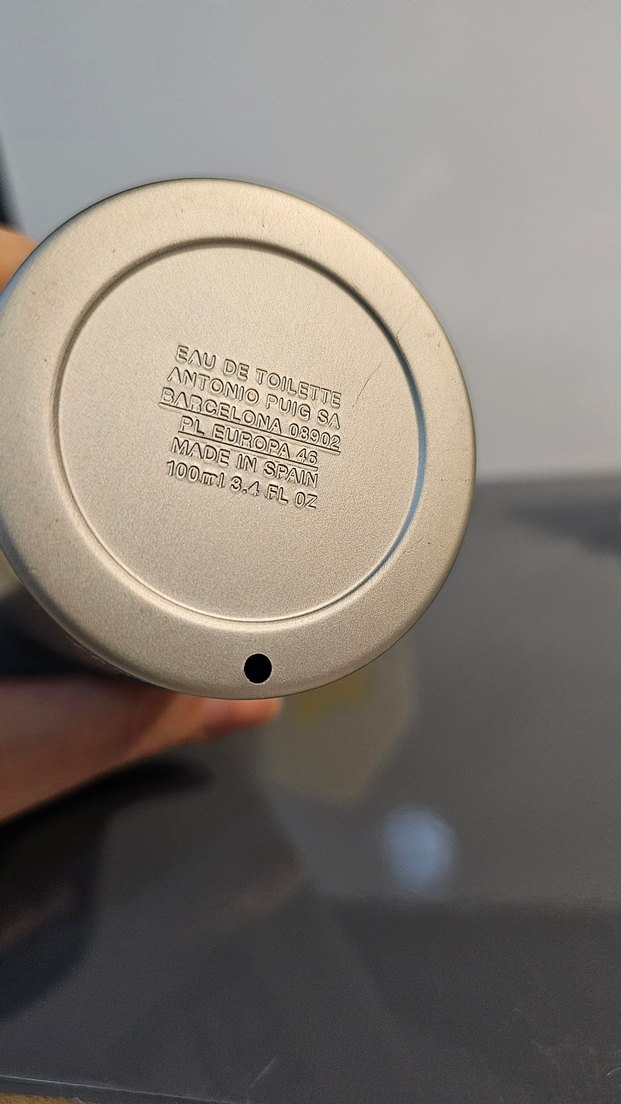 EAU DE TOILETTE
ANTONIO PUIG SA
BARCELONA 08902
PL EUROPA 46
MADE IN SPAIN
100ml 3.4 FL OZ